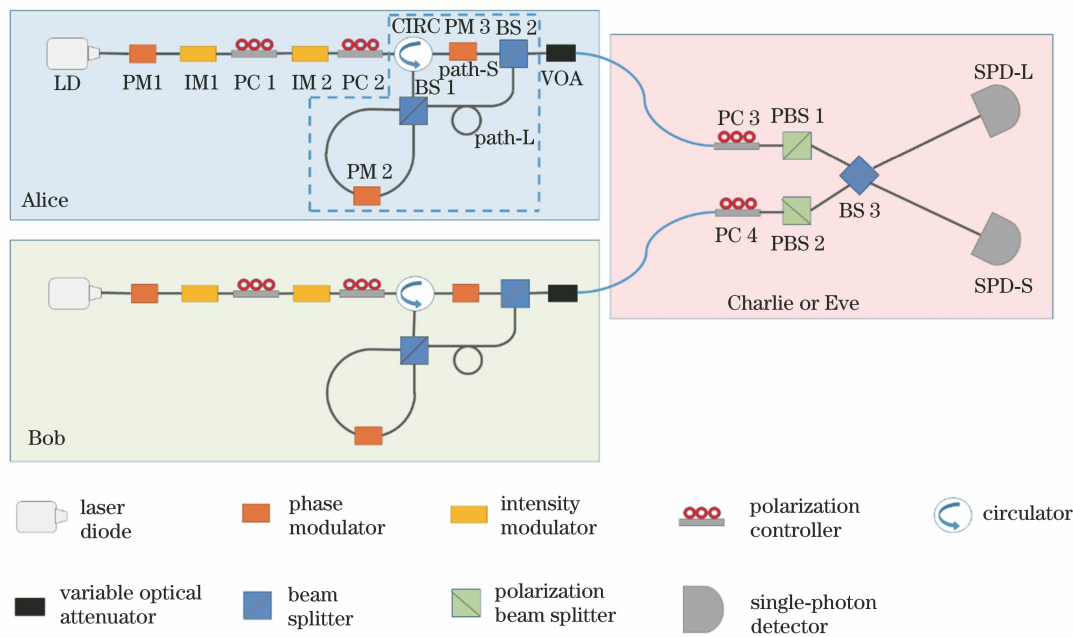 CIRC PM 3 BS 2
LD
PM1
IM1
PC 1
IM 2
PC 2
path-S
VOA
BS 1
path-L
PM 2
Alice
SPD-L
PC 3
PBS 1
BS 3
PC 4
PBS 2
SPD-S
Charlie or Eve
Bob
laser
diode
phase
modulator
intensity
modulator
polarization
controller
circulator
variable optical
attenuator
beam
splitter
polarization
beam splitter
single-photon
detector